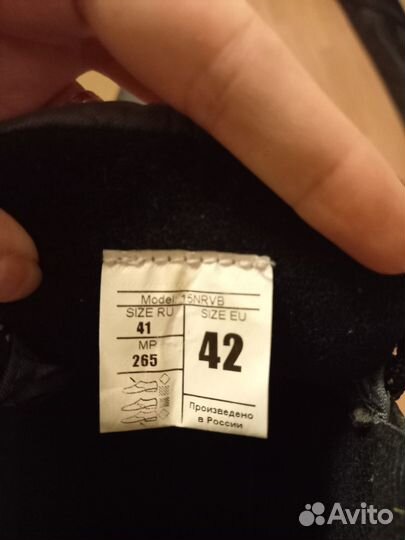 Model: 15NRVB
SIZE RU
41
MP
265
SIZE EU
42
Произведено
в России
Avito